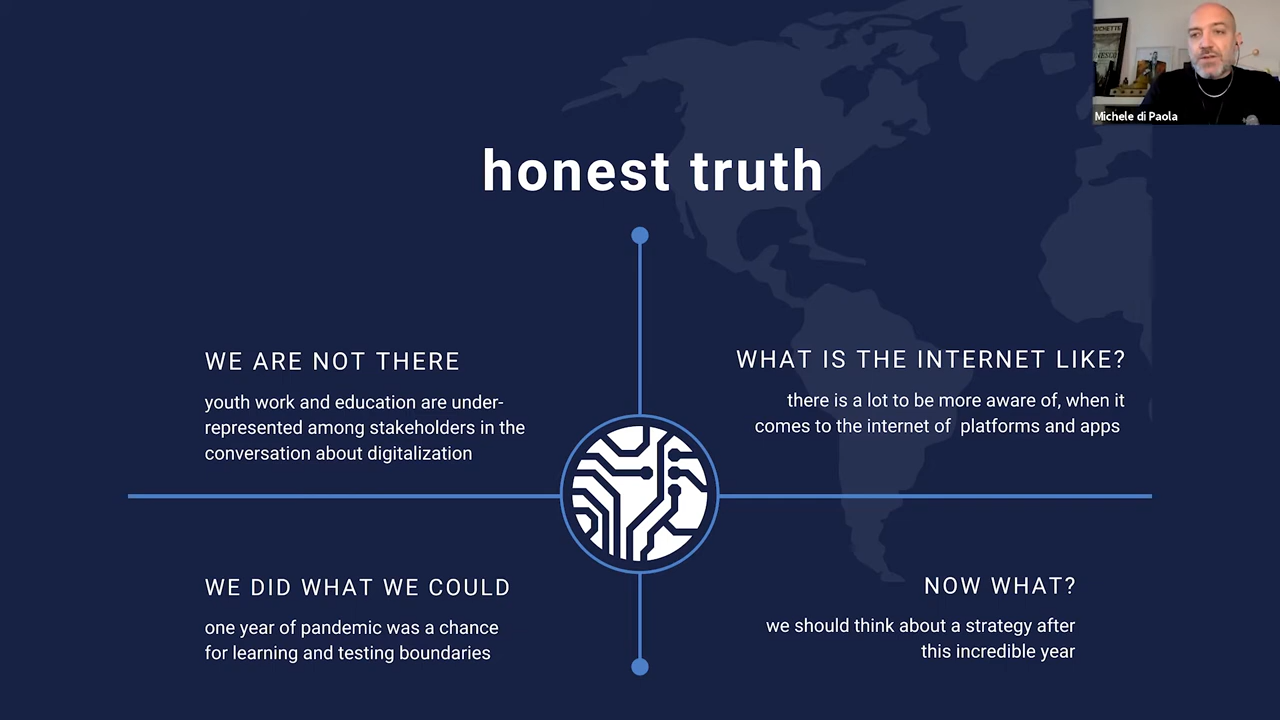 Michele di Paola
honest truth
WE ARE NOT THERE
youth work and education are under-
represented among stakeholders in the
conversation about digitalization
WHAT IS THE INTERNET LIKE?
there is a lot to be more aware of, when it
comes to the internet of platforms and apps
WE DID WHAT WE COULD
one year of pandemic was a chance
for learning and testing boundaries
NOW WHAT?
we should think about a strategy after
this incredible year